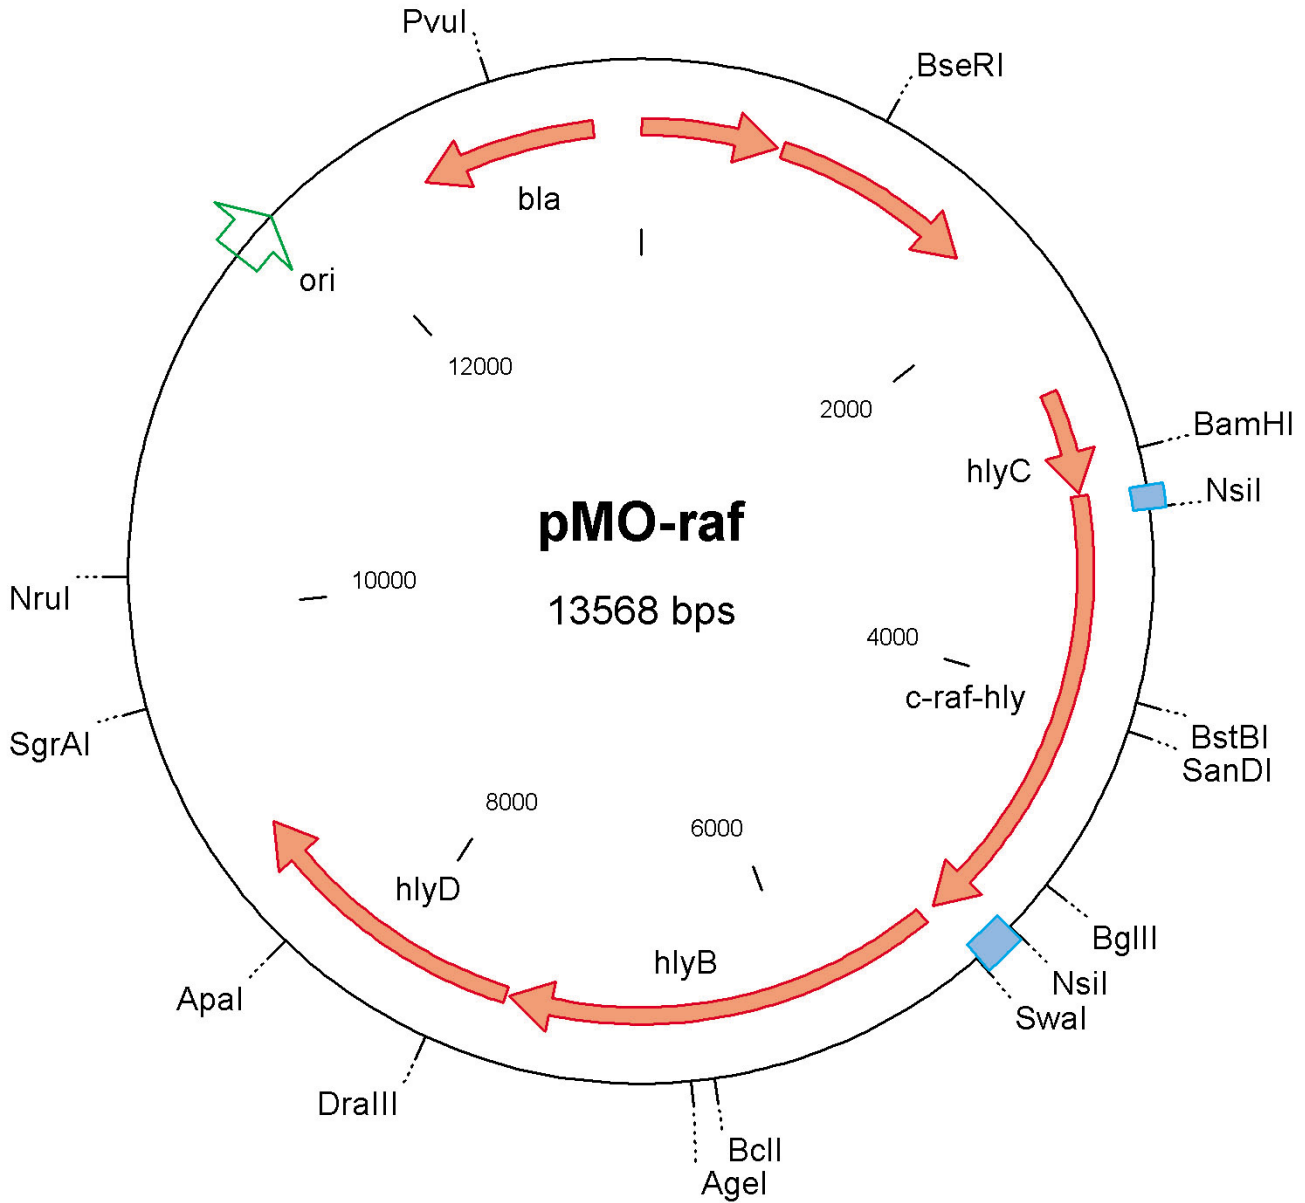 PvuI
BseRI
bla
ori
12000
2000
BamHI
hlyC
NsiI
pMO-raf
13568 bps
10000
NruI
4000
c-raf-hly
BstBI
SanDI
SgrAI
8000
6000
hlyD
BglII
hlyB
NsiI
ApaI
SwaI
DraIII
BclI
AgeI